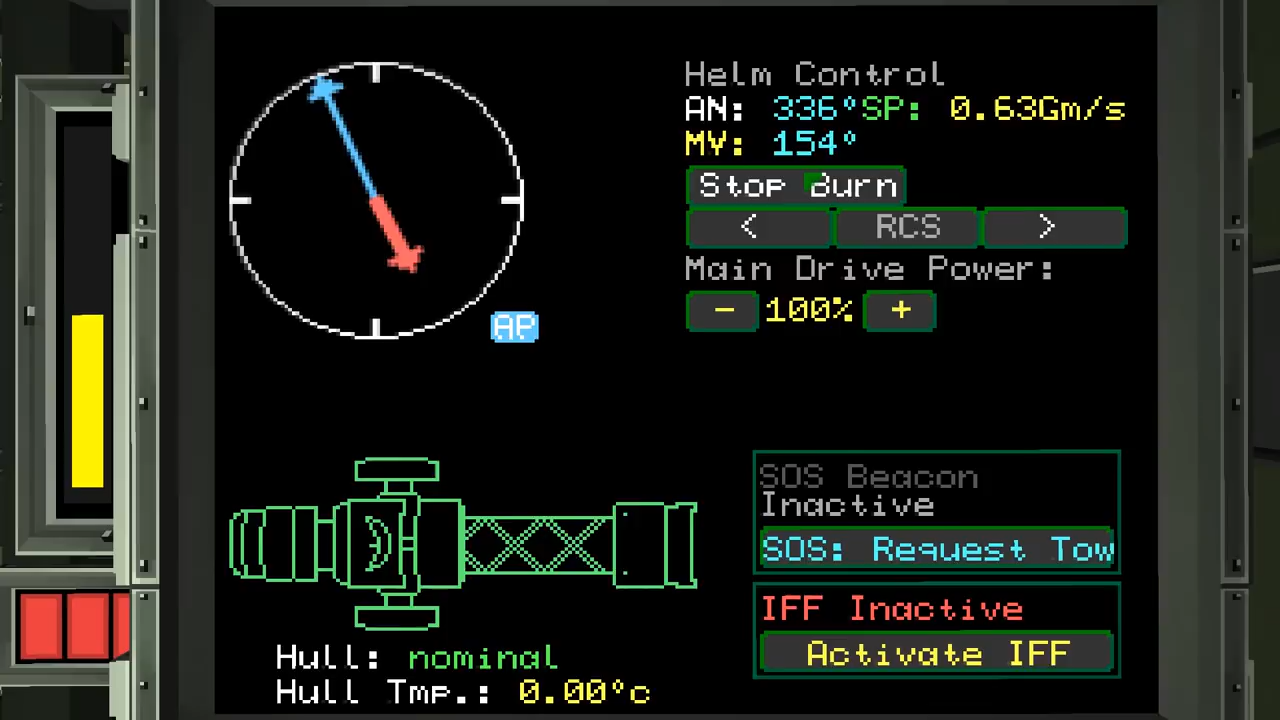 Helm Control
AN: 336° SP: 0.63Gm/s
MV: 154°
Stop Burn
< RCS >
Main Drive Power:
- 100% +
AP
SOS Beacon
Inactive
SOS: Request Tow
IFF Inactive
Activate IFF
Hull: nominal
Hull Tmp.: 0.00°c